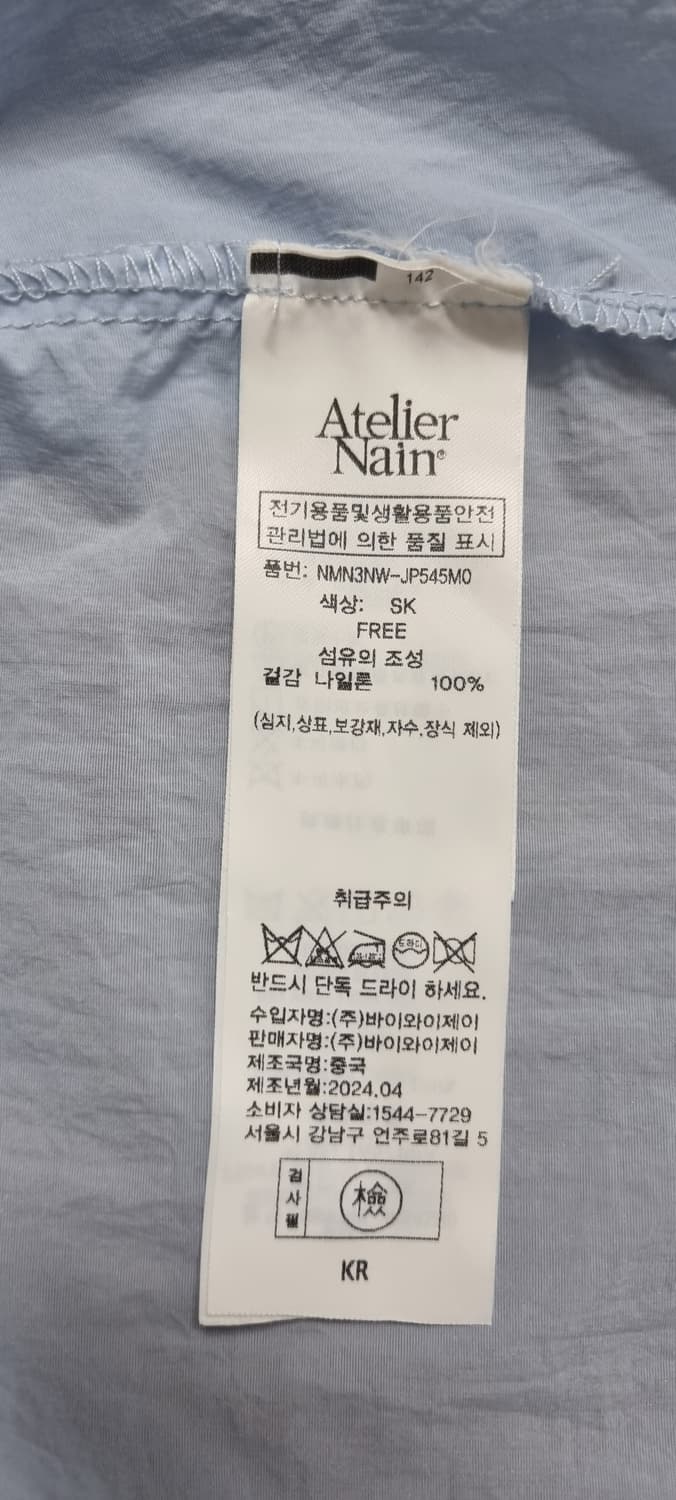 142
Atelier
Nain®
전기용품및생활용품안전
관리법에 의한 품질 표시
품번: NMN3NW-JP545M0
색상: SK
FREE
섬유의 조성
겉감 나일론 100%
(심지,상표,보강재,자수,장식 제외)
취급주의
드라이
반드시 단독 드라이 하세요.
수입자명:(주)바이와이제이
판매자명:(주)바이와이제이
제조국명:중국
제조년월:2024.04
소비자 상담실:1544-7729
서울시 강남구 언주로81길 5
검사필
檢
KR